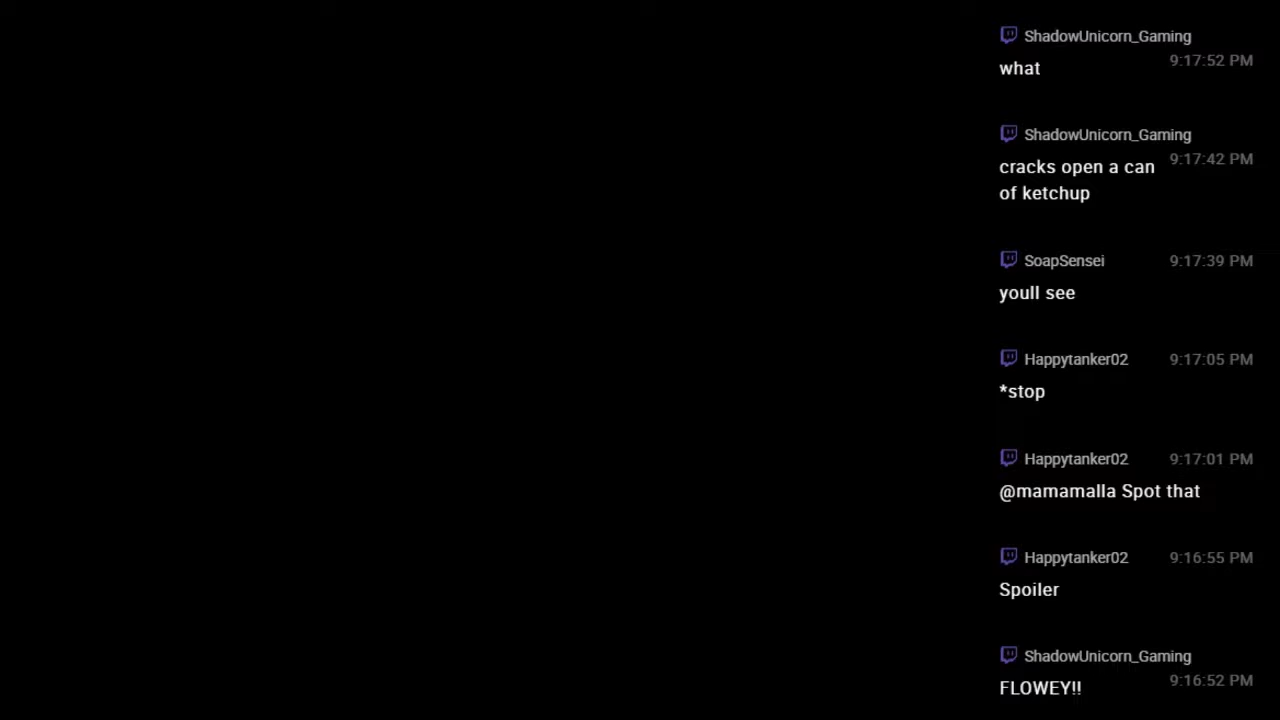 ShadowUnicorn_Gaming
what 9:17:52 PM
ShadowUnicorn_Gaming
cracks open a can 9:17:42 PM
of ketchup
SoapSensei 9:17:39 PM
youll see
Happytanker02 9:17:05 PM
*stop
Happytanker02 9:17:01 PM
@mamamalla Spot that
Happytanker02 9:16:55 PM
Spoiler
ShadowUnicorn_Gaming
FLOWEY!! 9:16:52 PM